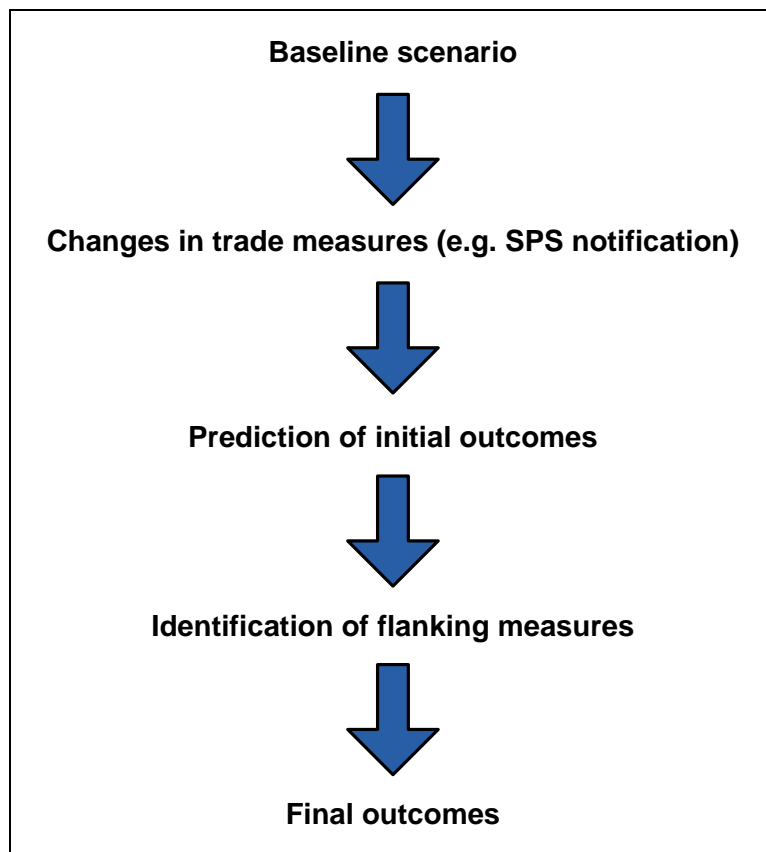 Baseline scenario
Changes in trade measures (e.g. SPS notification)
Prediction of initial outcomes
Identification of flanking measures
Final outcomes